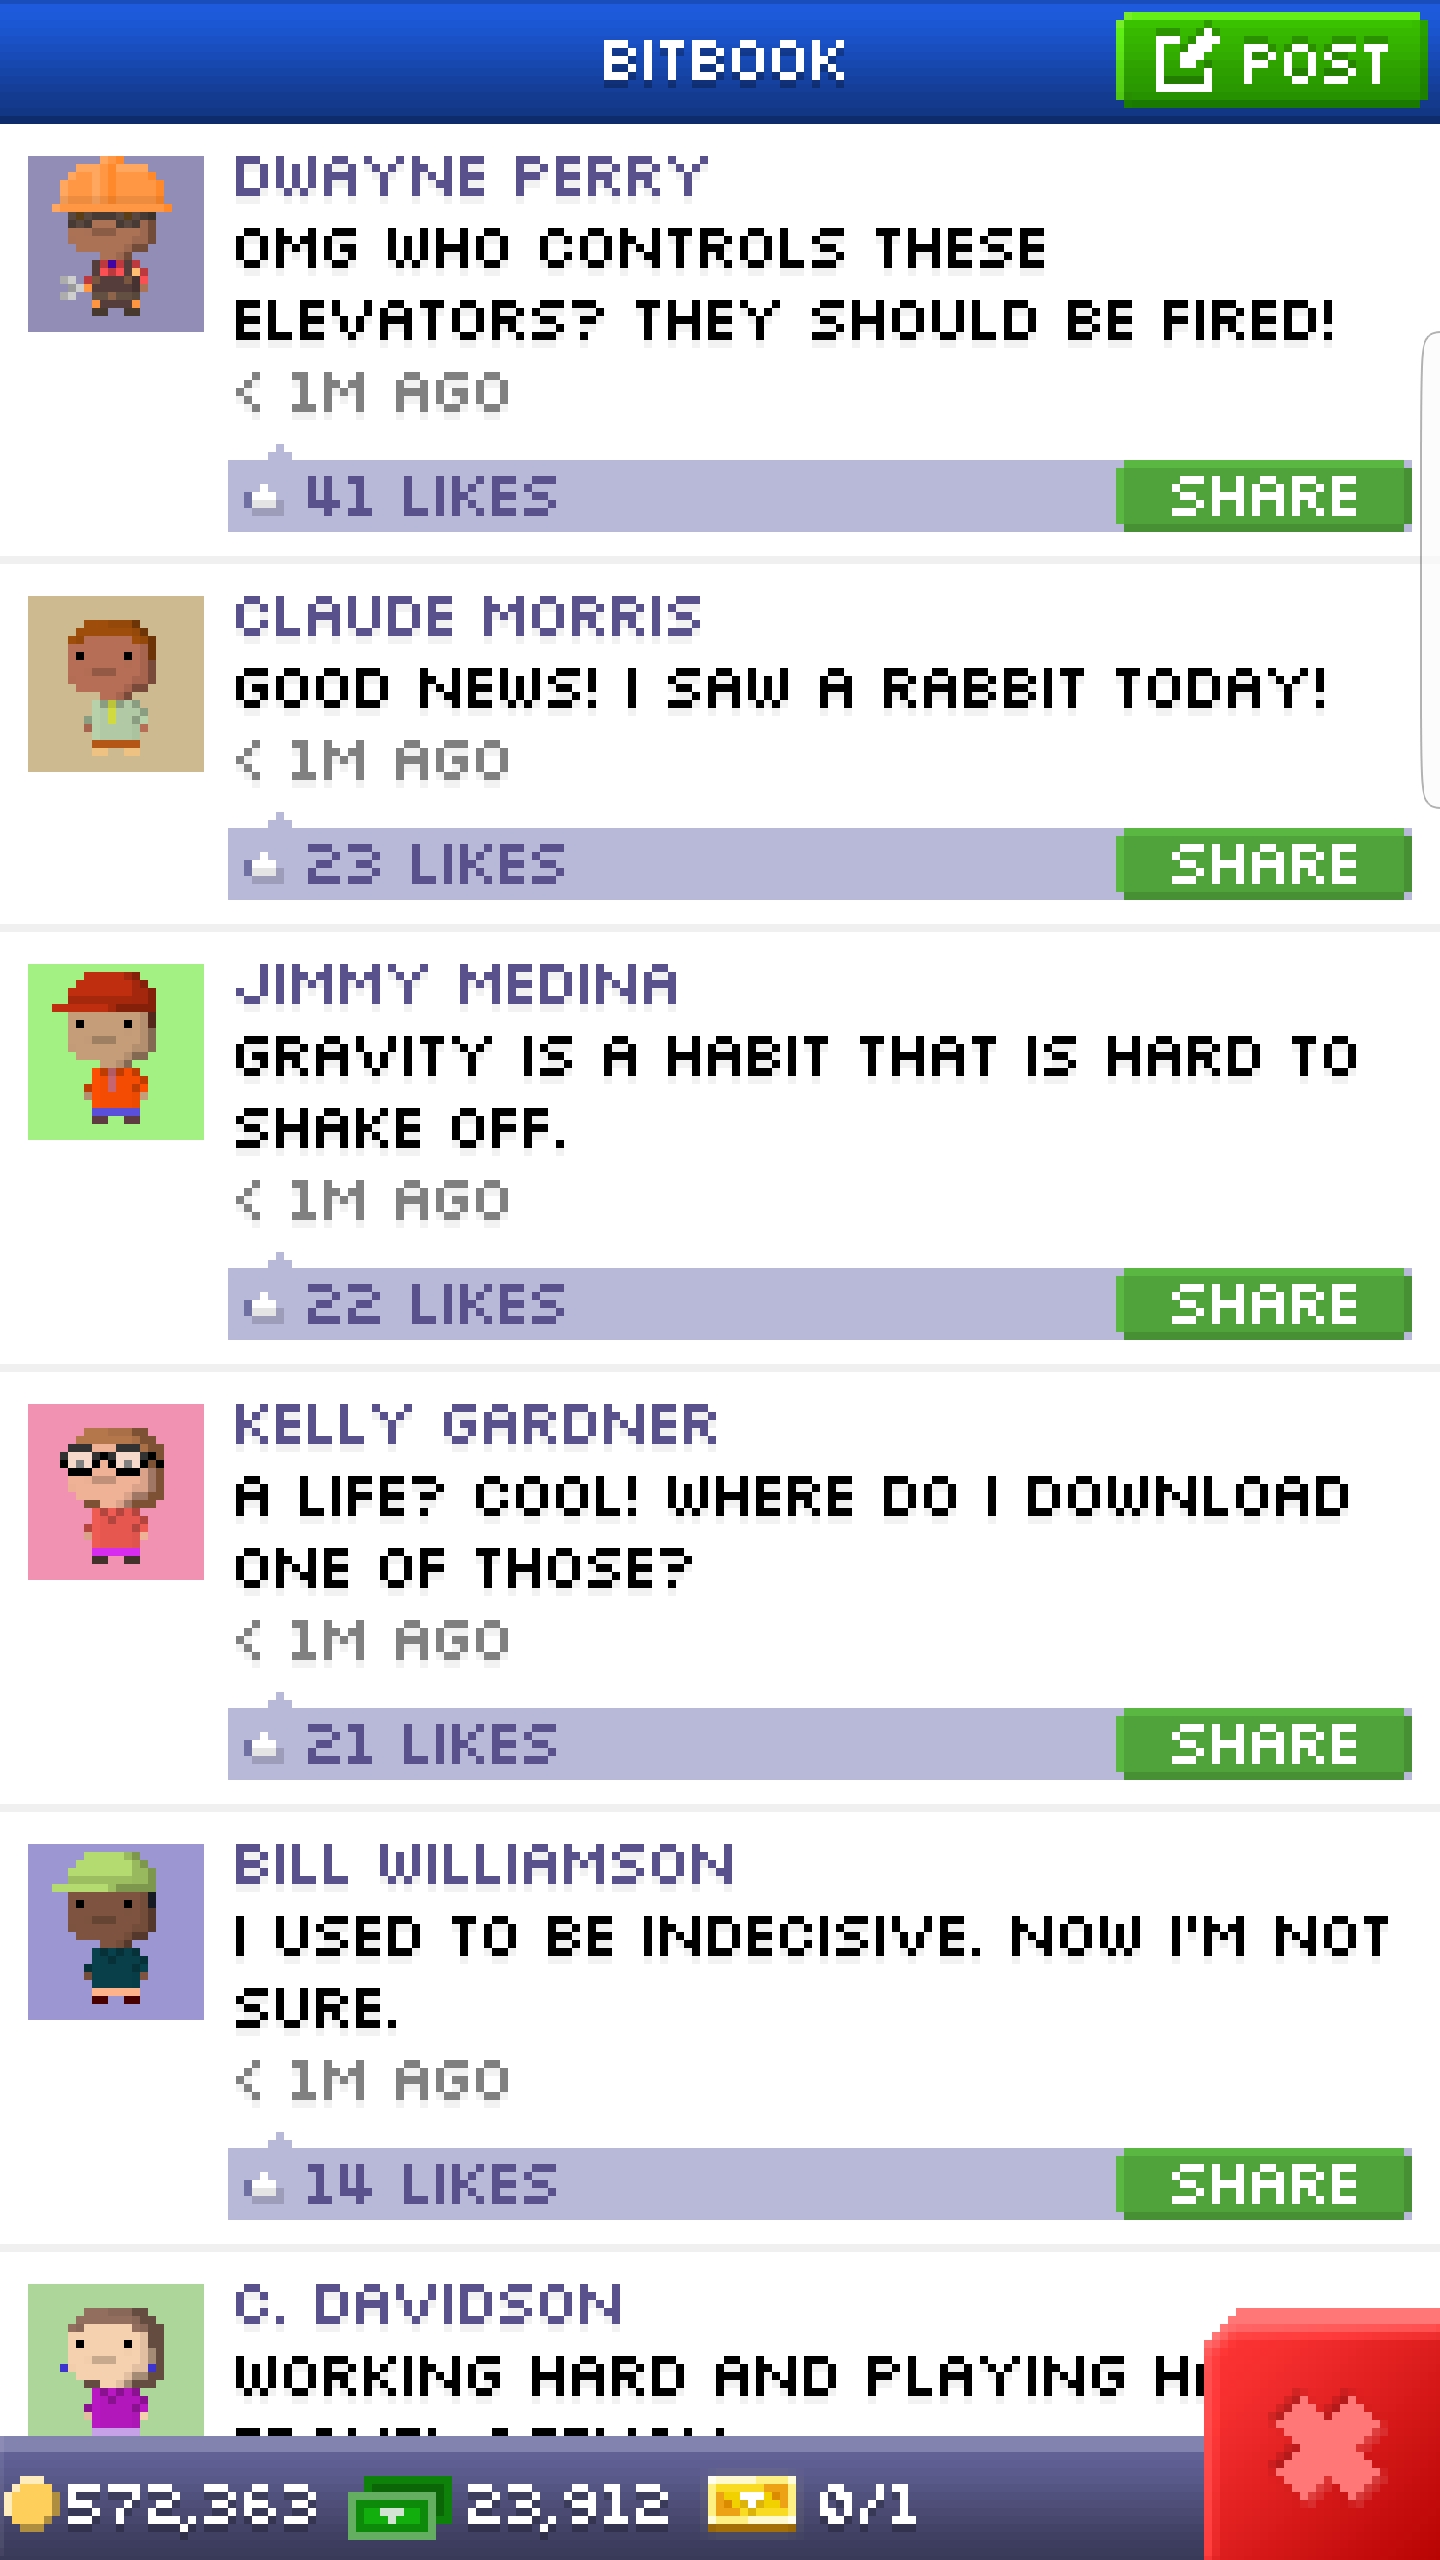 BITBOOK
POST
DWAYNE PERRY
OMG WHO CONTROLS THESE
ELEVATORS? THEY SHOULD BE FIRED!
< 1M AGO
41 LIKES
SHARE
CLAUDE MORRIS
GOOD NEWS! I SAW A RABBIT TODAY!
< 1M AGO
23 LIKES
SHARE
JIMMY MEDINA
GRAVITY IS A HABIT THAT IS HARD TO
SHAKE OFF.
< 1M AGO
22 LIKES
SHARE
KELLY GARDNER
A LIFE? COOL! WHERE DO I DOWNLOAD
ONE OF THOSE?
< 1M AGO
21 LIKES
SHARE
BILL WILLIAMSON
I USED TO BE INDECISIVE. NOW I'M NOT
SURE.
< 1M AGO
14 LIKES
SHARE
C. DAVIDSON
WORKING HARD AND PLAYING
572,363
23,912
0/1